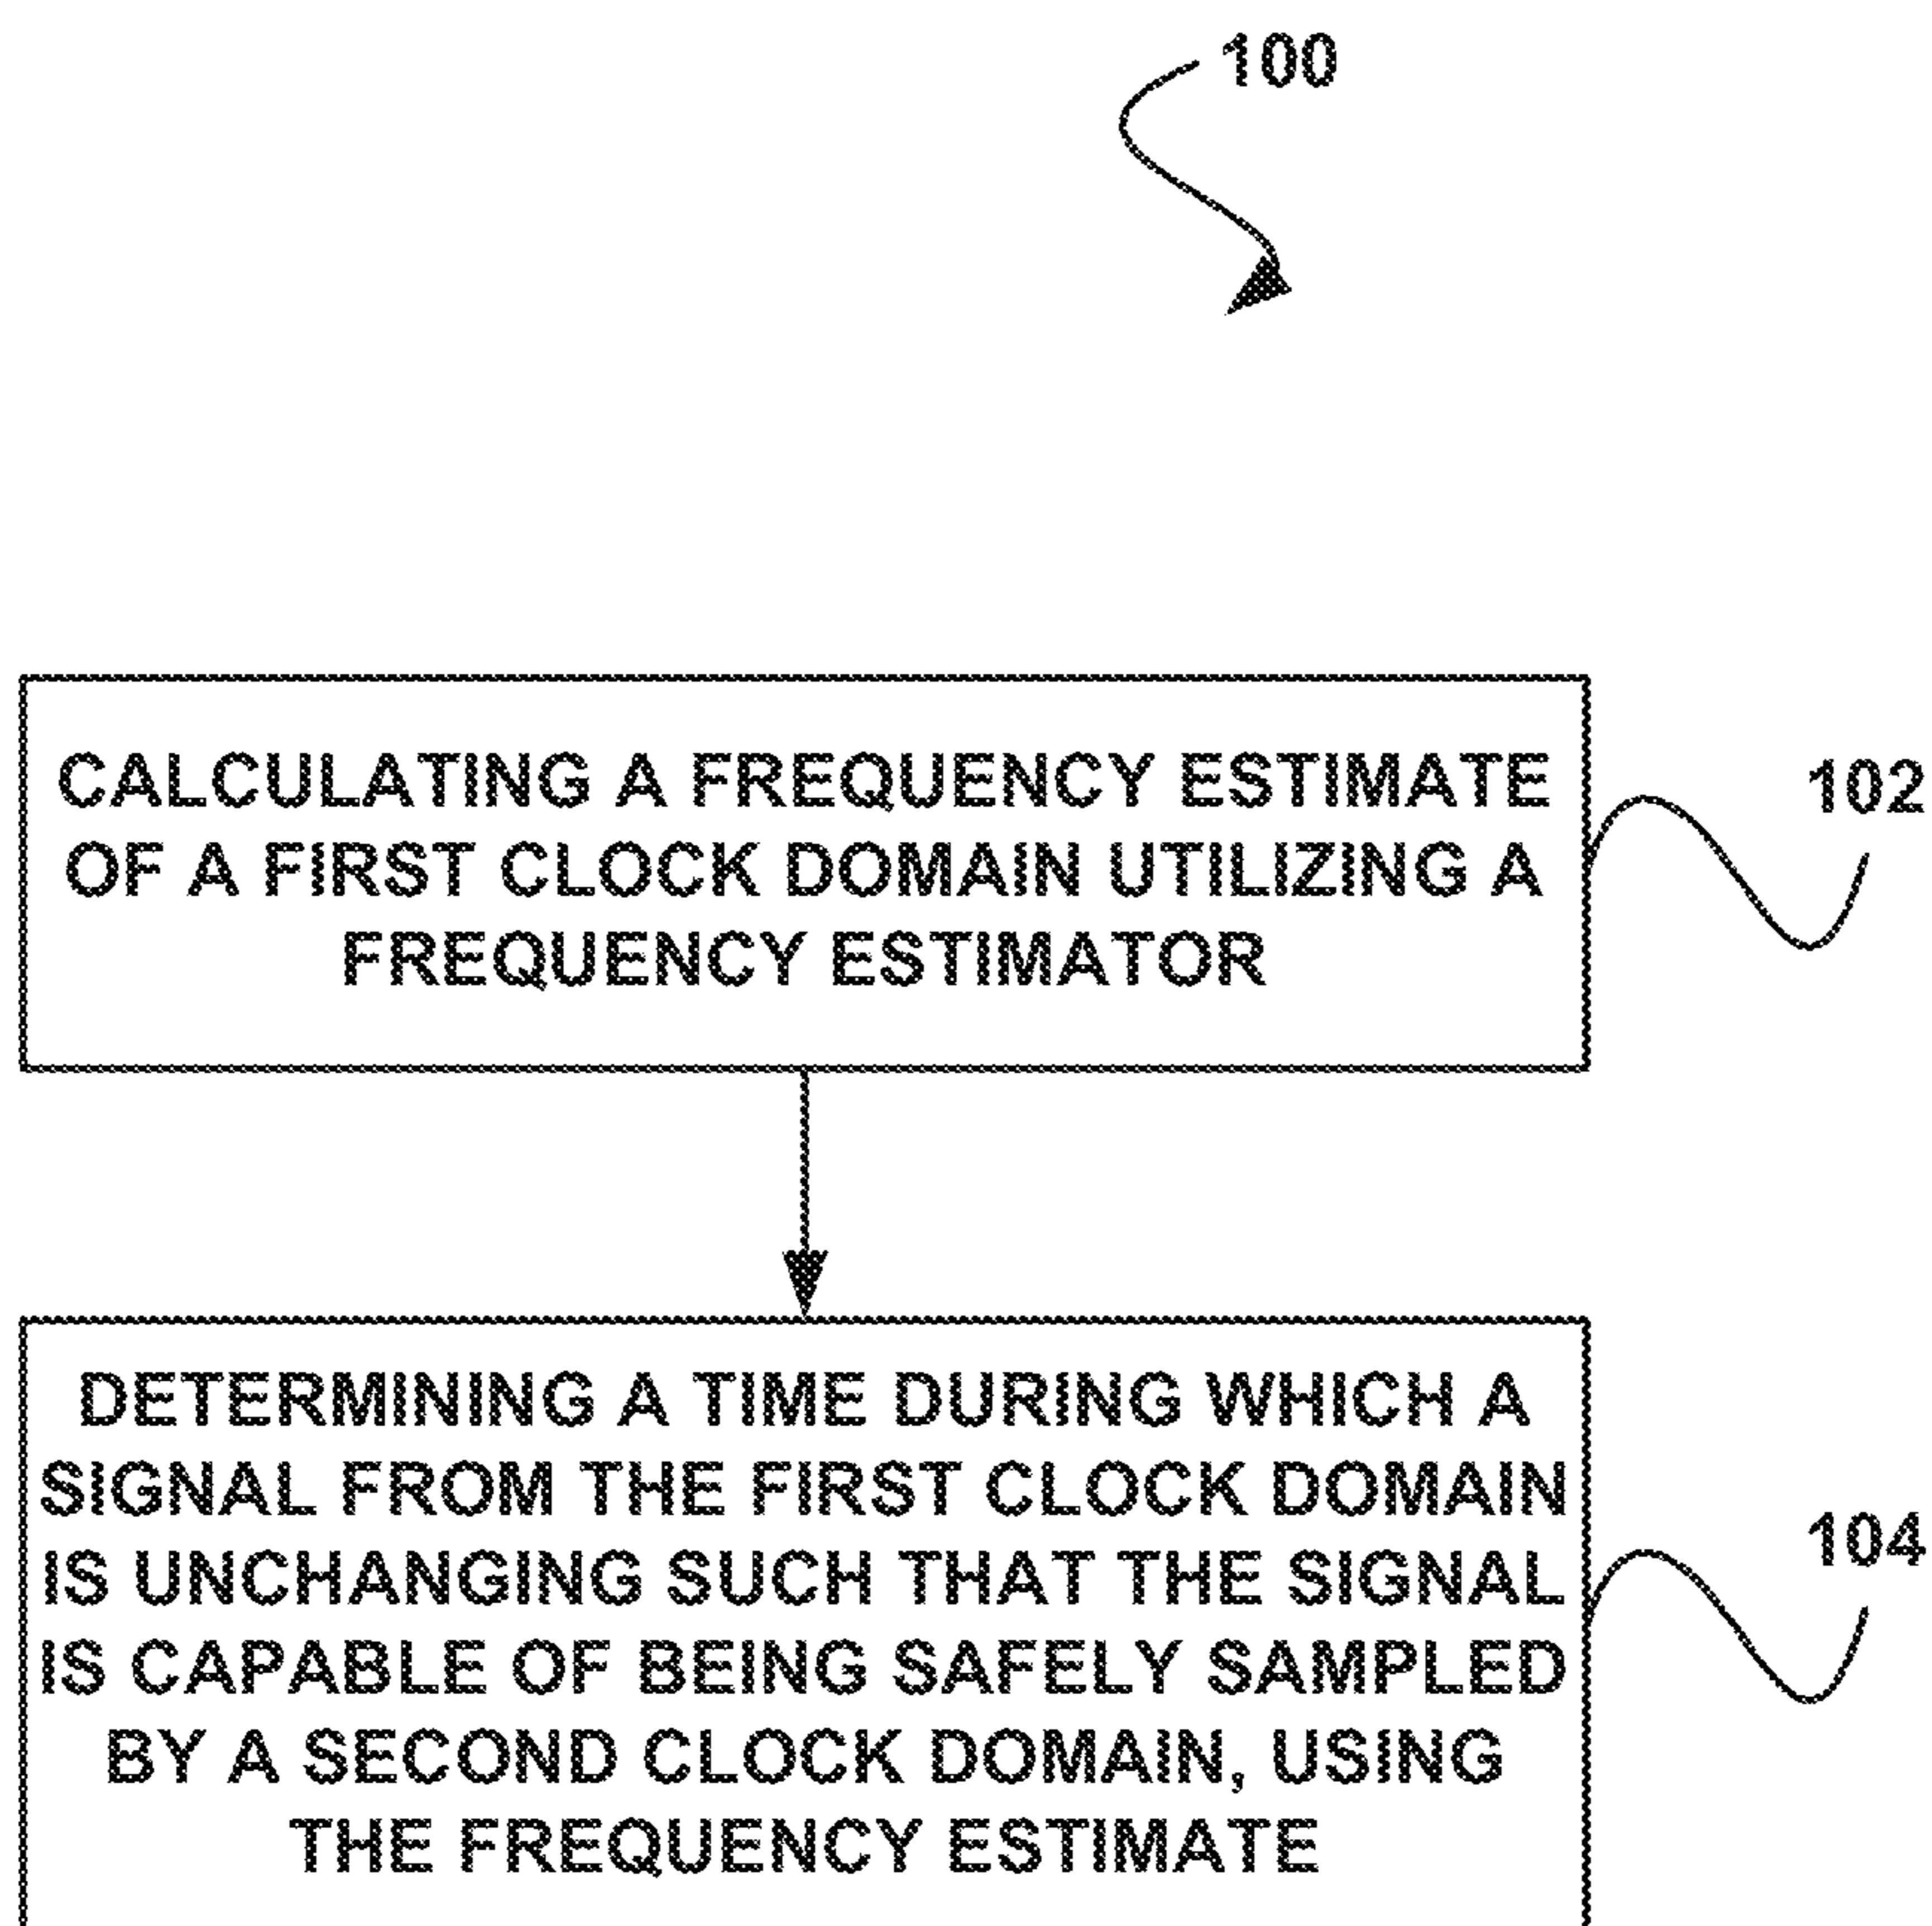 100
CALCULATING A FREQUENCY ESTIMATE
OF A FIRST CLOCK DOMAIN UTILIZING A
FREQUENCY ESTIMATOR
102
DETERMINING A TIME DURING WHICH A
SIGNAL FROM THE FIRST CLOCK DOMAIN
IS UNCHANGING SUCH THAT THE SIGNAL
IS CAPABLE OF BEING SAFELY SAMPLED
BY A SECOND CLOCK DOMAIN, USING
THE FREQUENCY ESTIMATE
104